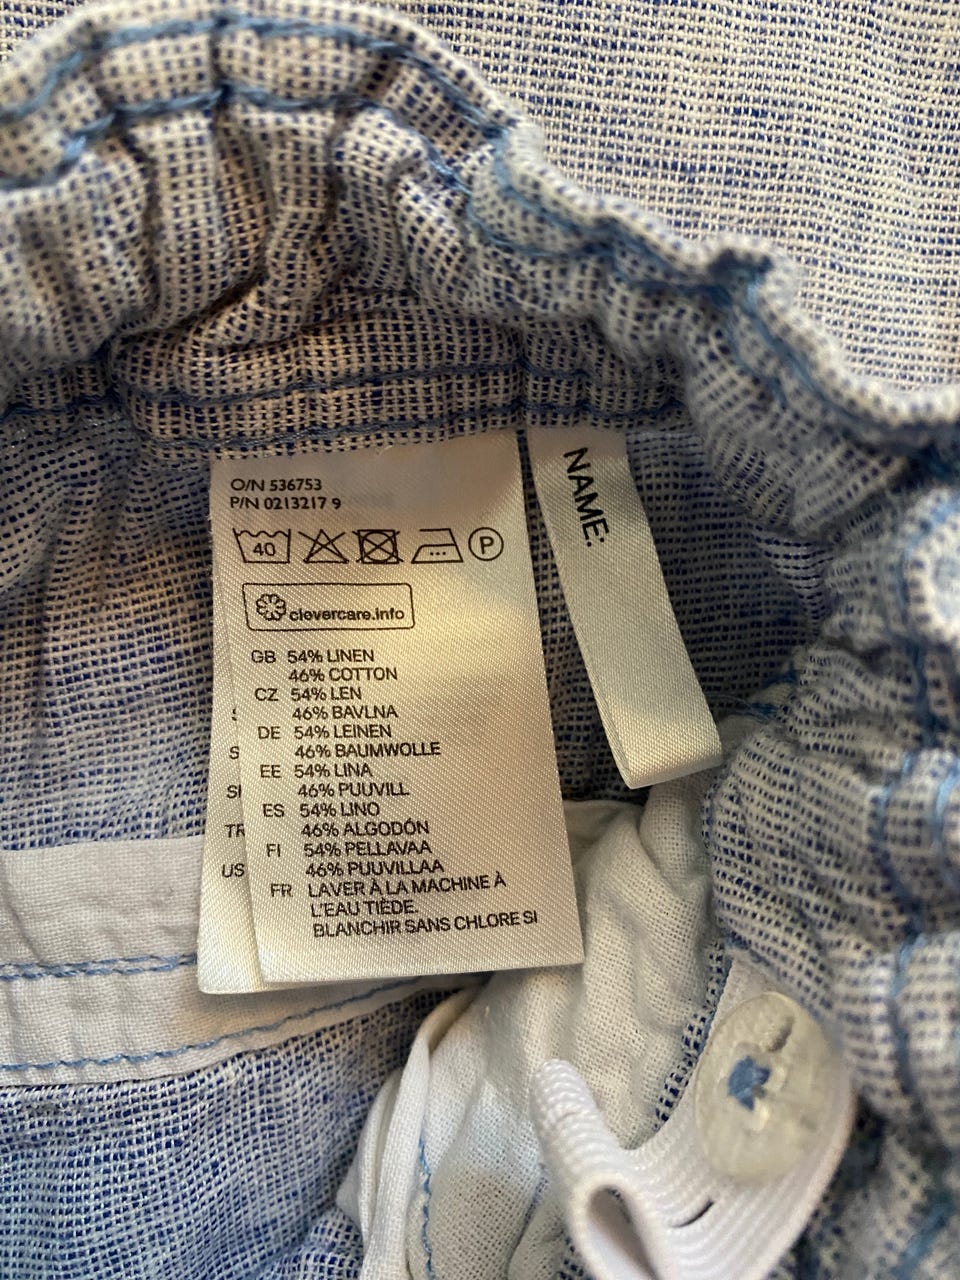 O/N 536753
P/N 0213217 9
40 P
clevercare.info
GB 54% LINEN
46% COTTON
CZ 54% LEN
46% BAVLNA
DE 54% LEINEN
46% BAUMWOLLE
EE 54% LINA
46% PUUVILL
ES 54% LINO
46% ALGODÓN
FI 54% PELLAVAA
46% PUUVILLAA
FR LAVER À LA MACHINE À
L'EAU TIÈDE.
BLANCHIR SANS CHLORE SI
TR
US
NAME: